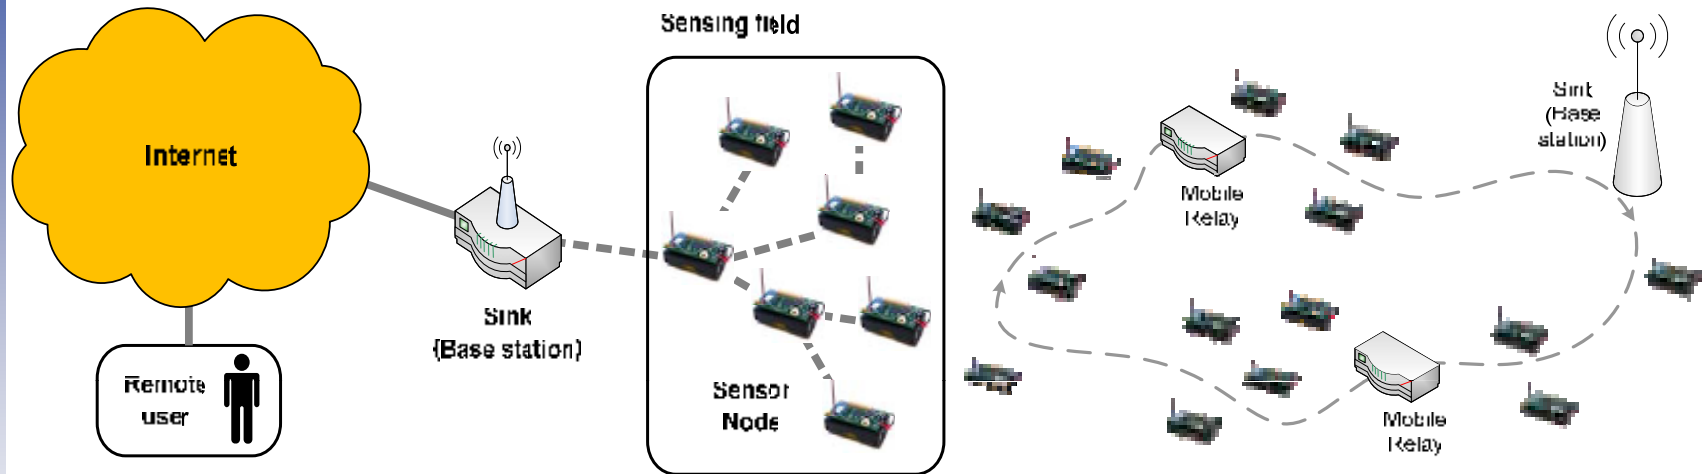 Sensing field
Internet
Sink
(Base station)
Remote
user
Sensor
Node
Mobile
Relay
Sink
(Base
station)
Mobile
Relay